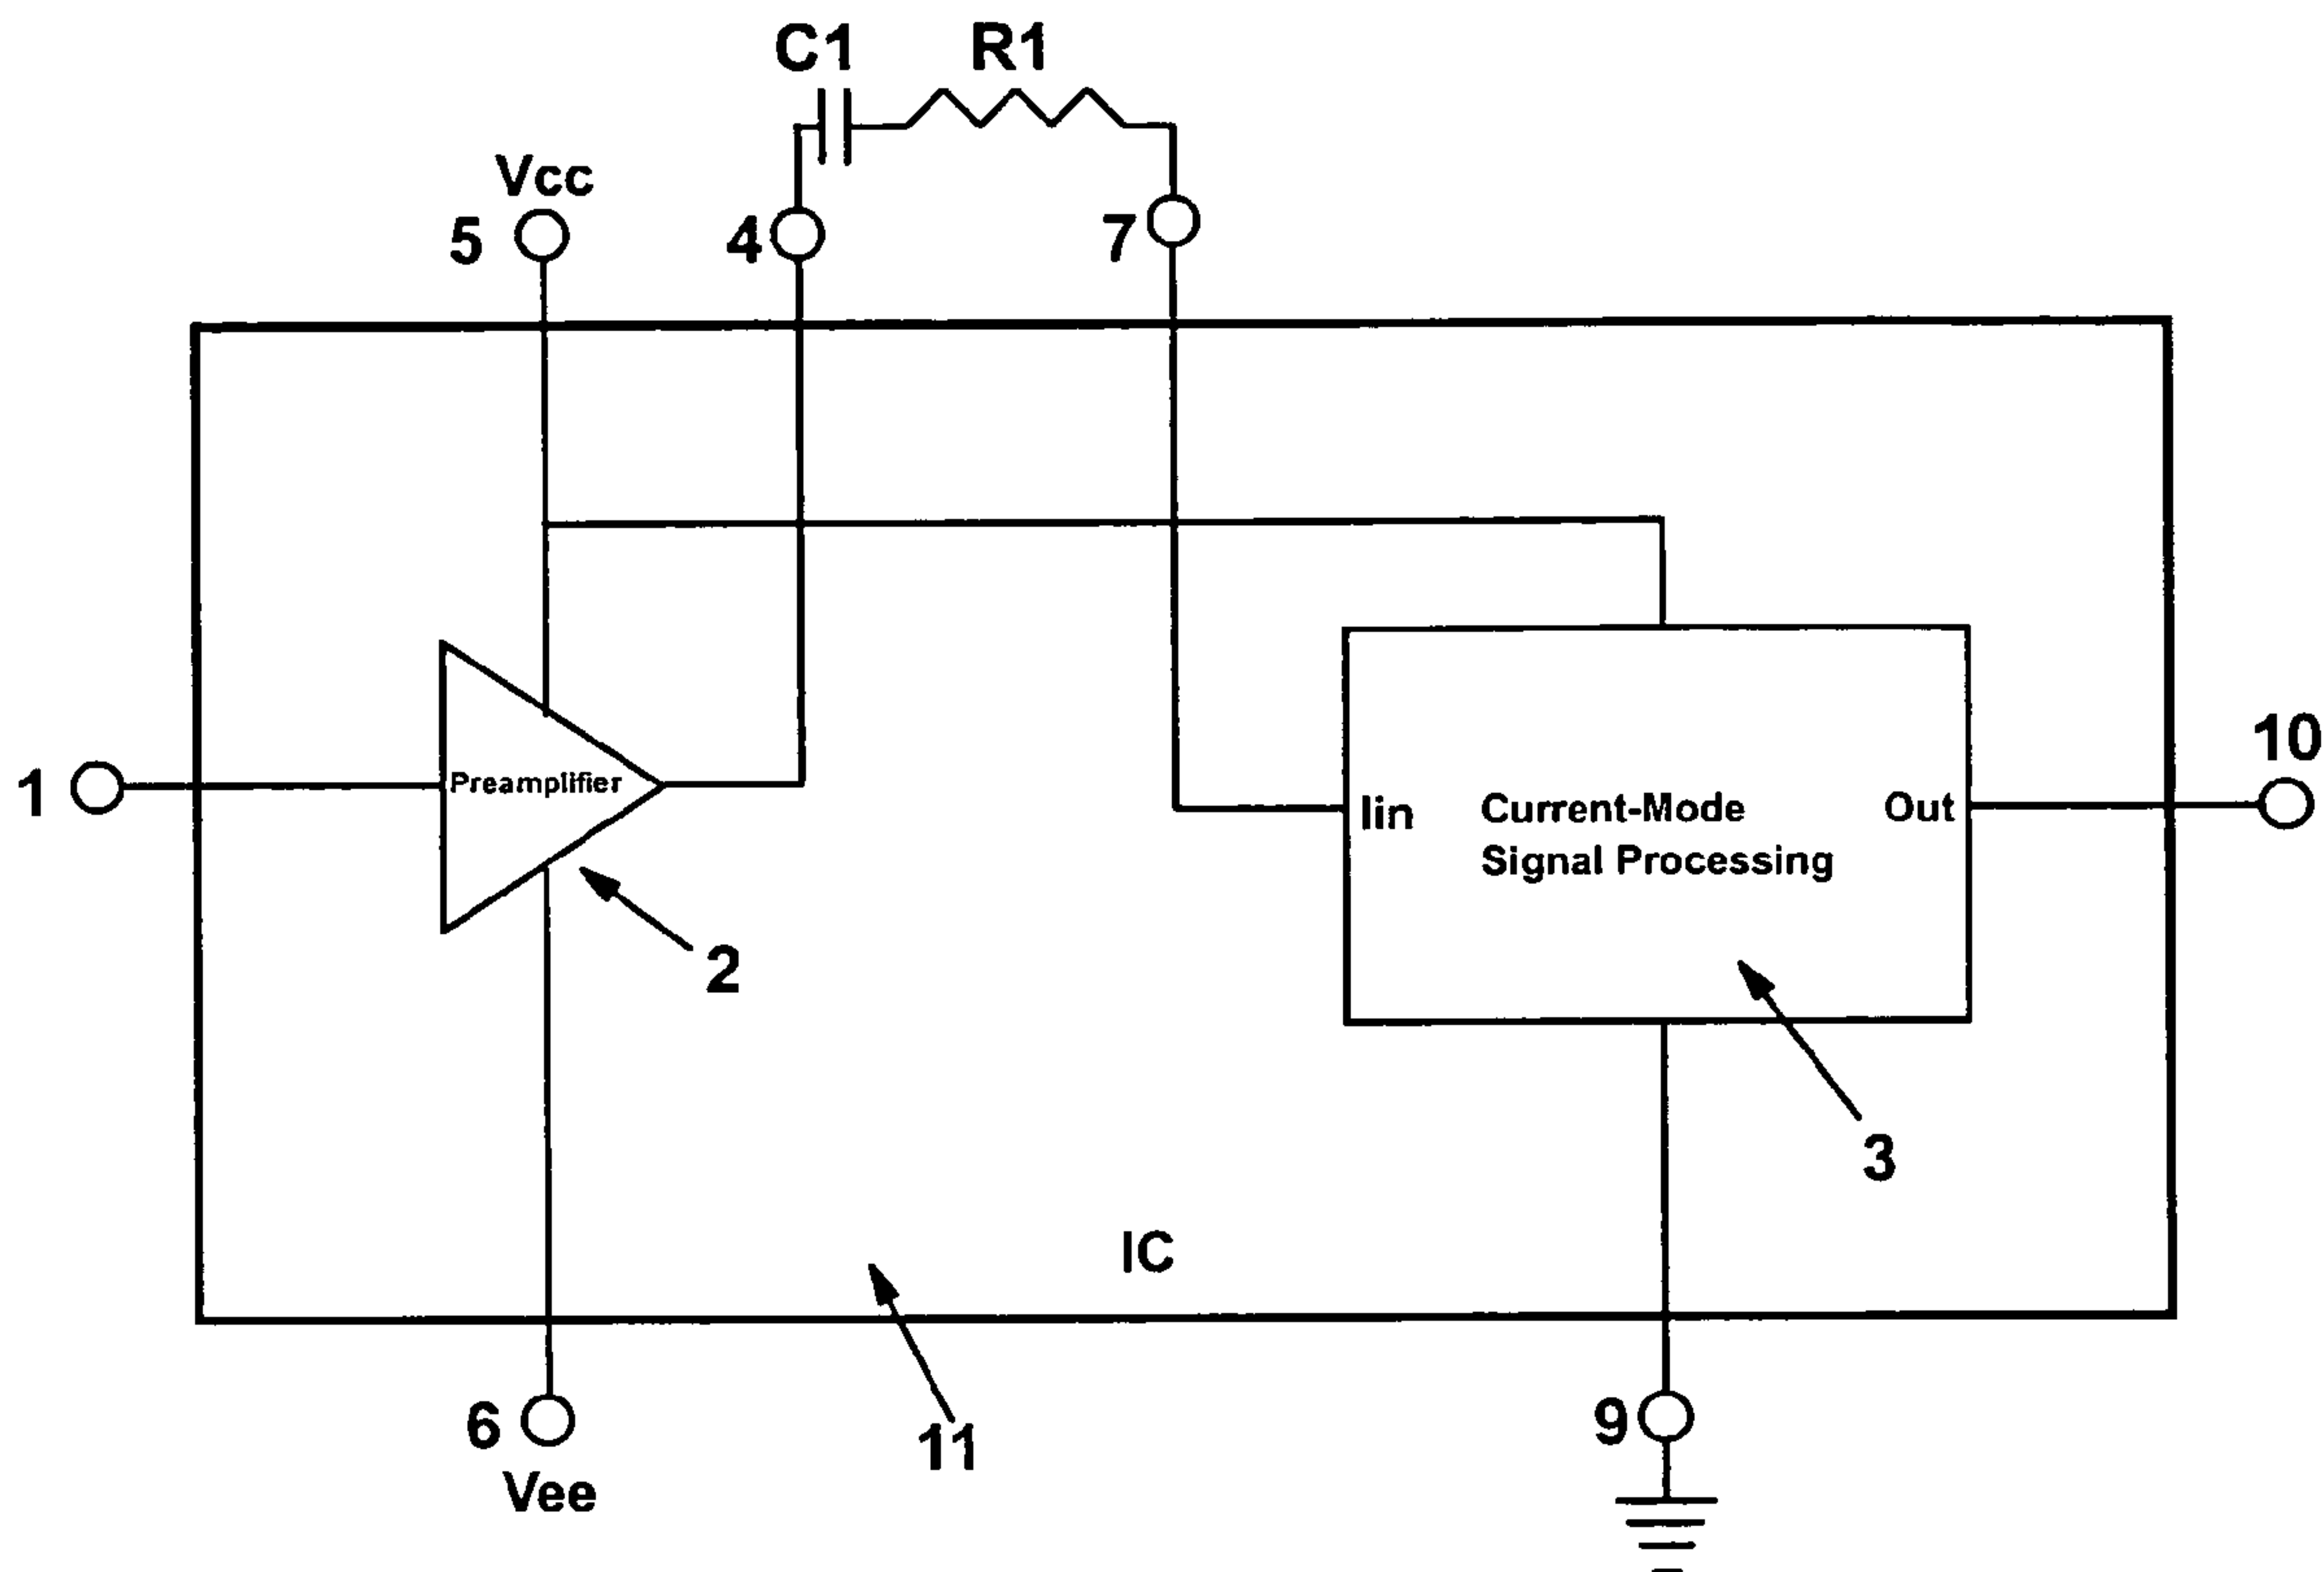 C1 R1
Vcc
5 4 7
10
1 Preamplifier
Iin Current-Mode Out
Signal Processing
2
3
IC
6 9
11
Vee